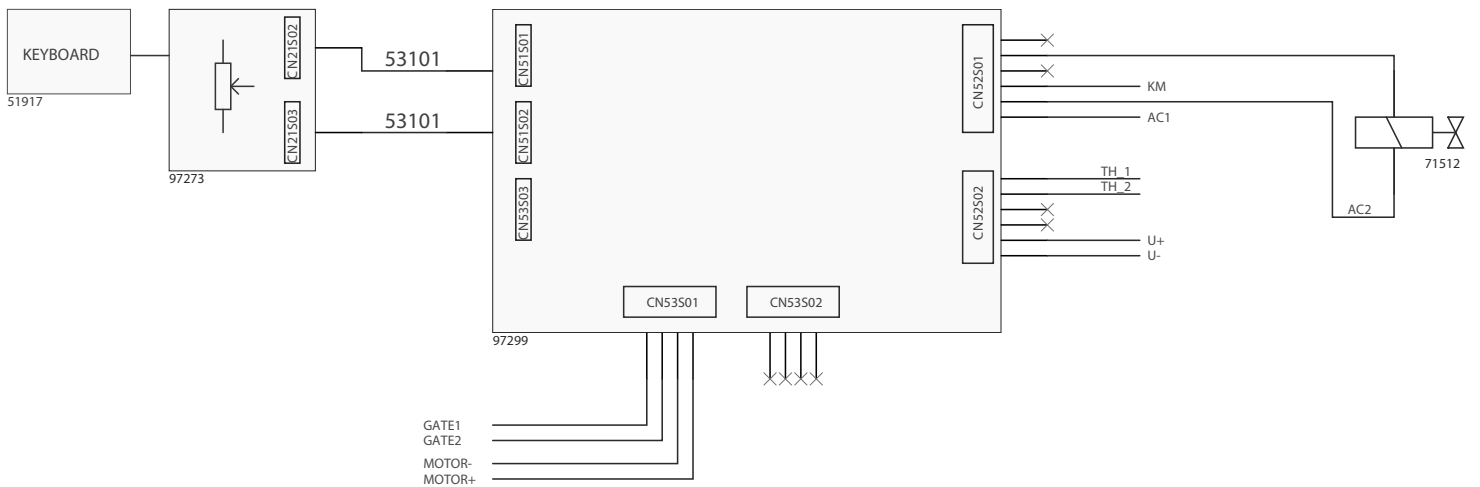 KEYBOARD
51917
CN21S02
CN21S03
97273
53101
53101
CN51S01
CN51S02
CN53S03
CN52S01
CN52S02
CN53S01
CN53S02
97299
KM
AC1
TH_1
TH_2
U+
U-
AC2
71512
GATE1
GATE2
MOTOR-
MOTOR+